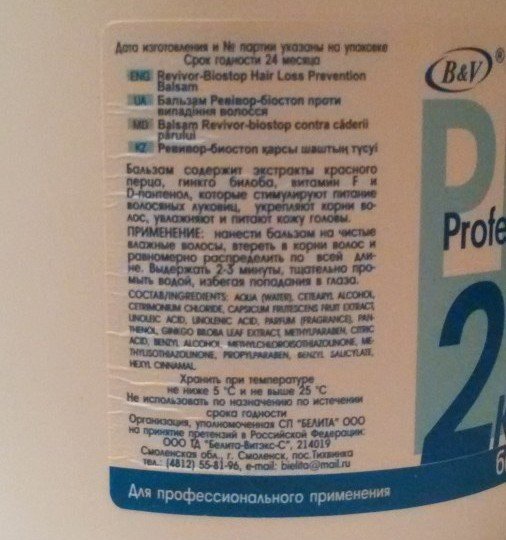 Дата изготовления и № партии указаны на упаковке
Срок годности 24 месяца
ENG Revivor-Biostop Hair Loss Prevention
Balsam
UA Бальзам Ревівор-біостоп проти
випадіння волосся
MD Balsam Revivor-biostop contra căderii
părului
KZ Ревивор-биостоп қарсы шаштың түсуі
Бальзам содержит экстракты красного
перца, гинкго билоба, витамин F и
D-пантенол, которые стимулируют питание
волосяных луковиц, укрепляют корни во-
лос, увлажняют и питают кожу головы.
ПРИМЕНЕНИЕ: нанести бальзам на чистые
влажные волосы, втереть в корни волос и
равномерно распределить по всей дли-
не. Выдержать 2-3 минуты, тщательно про-
мыть водой, избегая попадания в глаза.
СОСТАВ/INGREDIENTS: AQUA (WATER), CETEARYL ALCOHOL,
CETRIMONIUM CHLORIDE, CAPSICUM FRUTESCENS FRUIT EXTRACT,
LINOLEIC ACID, LINOLENIC ACID, PARFUM (FRAGRANCE), PAN-
THENOL, GINKGO BILOBA LEAF EXTRACT, METHYLPARABEN, CITRIC
ACID, BENZYL ALCOHOL, METHYLCHLOROISOTHIAZOLINONE, ME-
THYLISOTHIAZOLINONE, PROPYLPARABEN, BENZYL SALICYLATE,
HEXYL CINNAMAL
Хранить при температуре
не ниже 5 °С и не выше 25 °С
Не использовать по назначению по истечении
срока годности
Организация, уполномоченная СП "БЕЛИТА" ООО
на принятие претензий в Российской Федерации:
ООО ТД "Белита-Витэкс-С", 214019
Смоленская обл., г. Смоленск, пос.Тихвинка
тел.: (4812) 55-81-96, e-mail: bielita@mail.ru
Для профессионального применения
B&V®
P
Profe
2